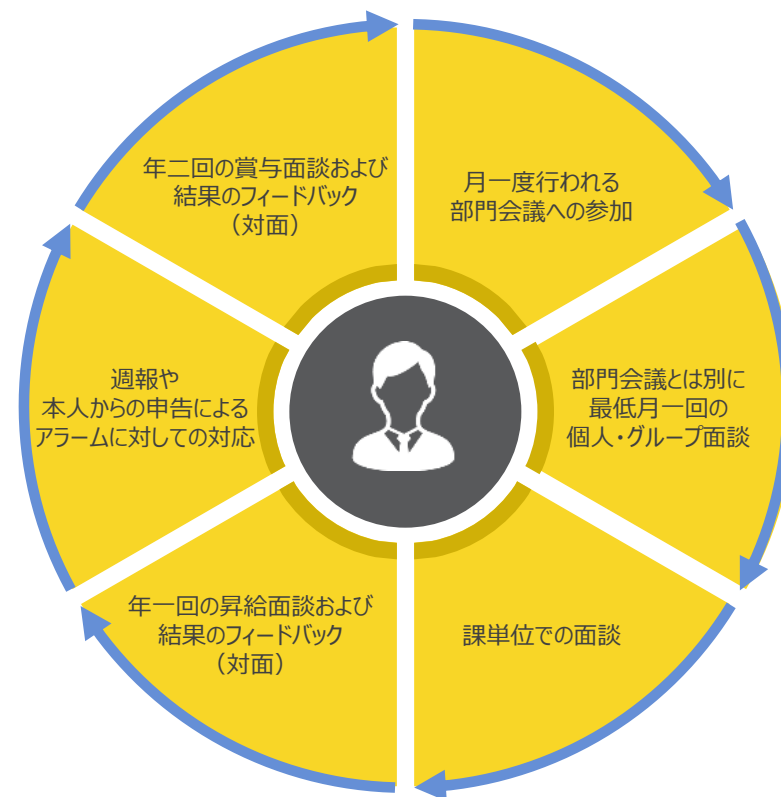 年二回の賞与面談および
結果のフィードバック
（対面）
月一度行われる
部門会議への参加
週報や
本人からの申告による
アラームに対しての対応
部門会議とは別に
最低月一回の
個人・グループ面談
年一回の昇給面談および
結果のフィードバック
（対面）
課単位での面談